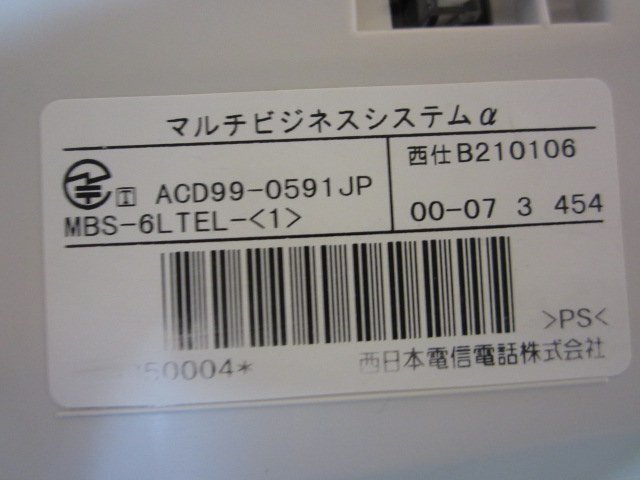 マルチビジネスシステムα
T ACD99-0591JP
MBS-6LTEL-<1>
西仕B210106
00-07 3 454
50004*
>PS<
西日本電信電話株式会社